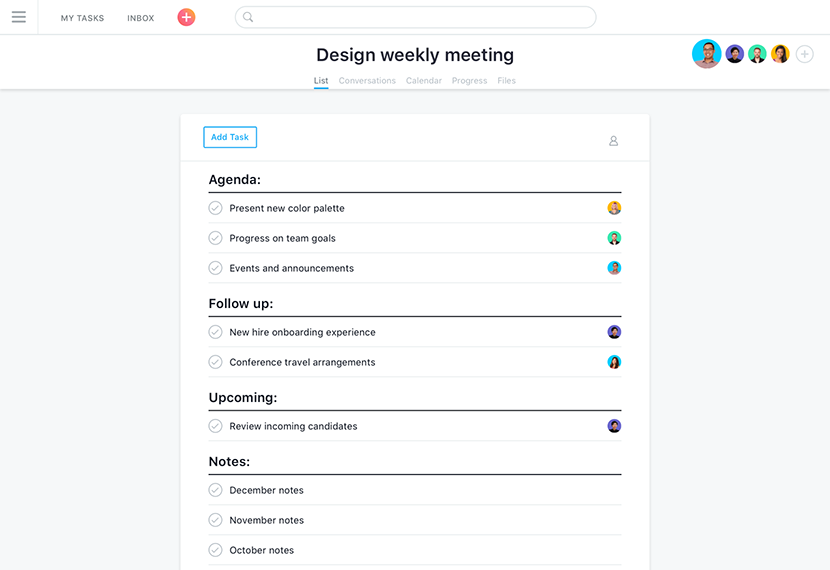 MY TASKS INBOX
Design weekly meeting
List Conversations Calendar Progress Files
Add Task
Agenda:
Present new color palette
Progress on team goals
Events and announcements
Follow up:
New hire onboarding experience
Conference travel arrangements
Upcoming:
Review incoming candidates
Notes:
December notes
November notes
October notes